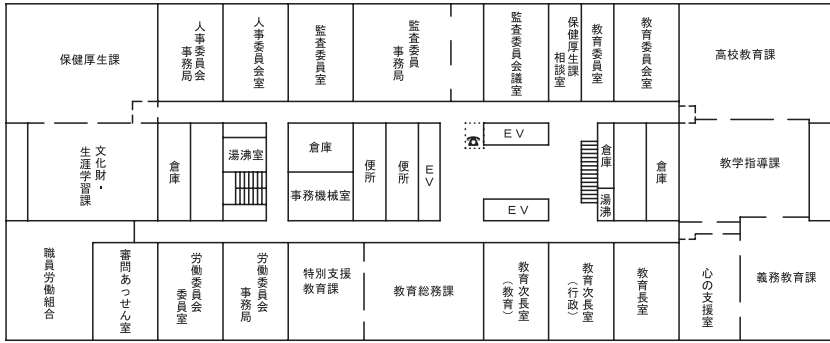 保健厚生課
人事委員会
事務局
人事委員会室
監査委員室
監査委員
事務局
監査委員会議室
保健厚生課
相談室
教育委員室
教育委員会室
高校教育課
文化財・
生涯学習課
倉庫
湯沸室
倉庫
事務機械室
便所
便所
EV
EV
EV
倉庫
湯沸
倉庫
教学指導課
職員労働組合
審問あっせん室
労働委員会
委員室
労働委員会
事務局
特別支援
教育課
教育総務課
教育次長室
（教育）
教育次長室
（行政）
教育長室
心の支援室
義務教育課